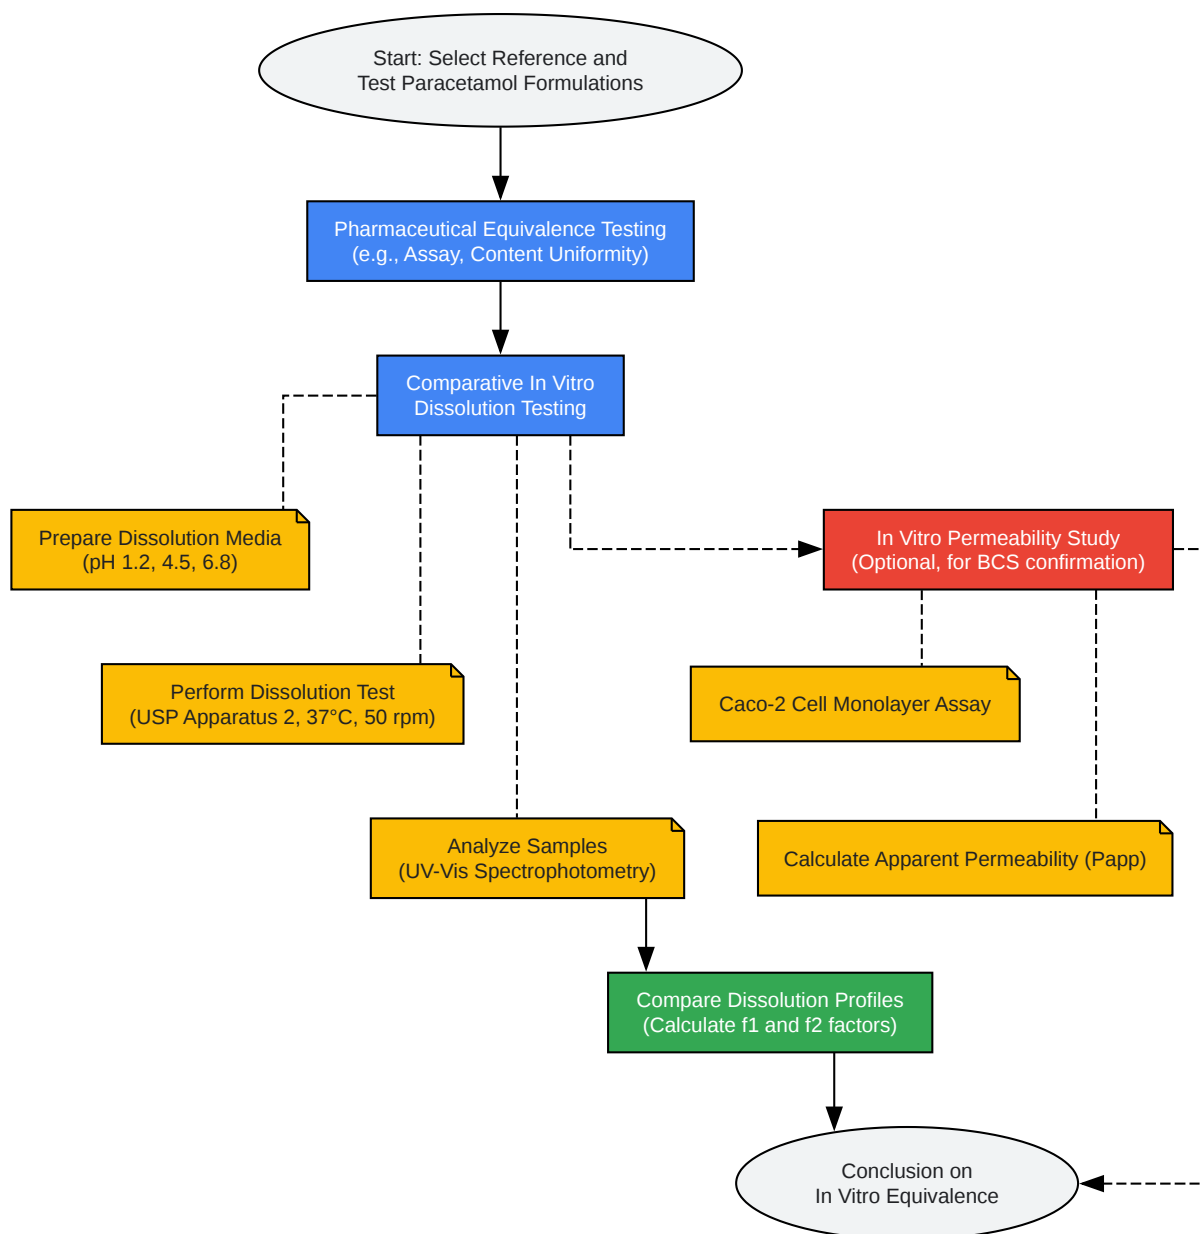 Start: Select Reference and
Test Paracetamol Formulations
Pharmaceutical Equivalence Testing
(e.g., Assay, Content Uniformity)
Comparative In Vitro
Dissolution Testing
Prepare Dissolution Media
(pH 1.2, 4.5, 6.8)
In Vitro Permeability Study
(Optional, for BCS confirmation)
Perform Dissolution Test
(USP Apparatus 2, 37°C, 50 rpm)
Caco-2 Cell Monolayer Assay
Analyze Samples
(UV-Vis Spectrophotometry)
Calculate Apparent Permeability (Papp)
Compare Dissolution Profiles
(Calculate f1 and f2 factors)
Conclusion on
In Vitro Equivalence